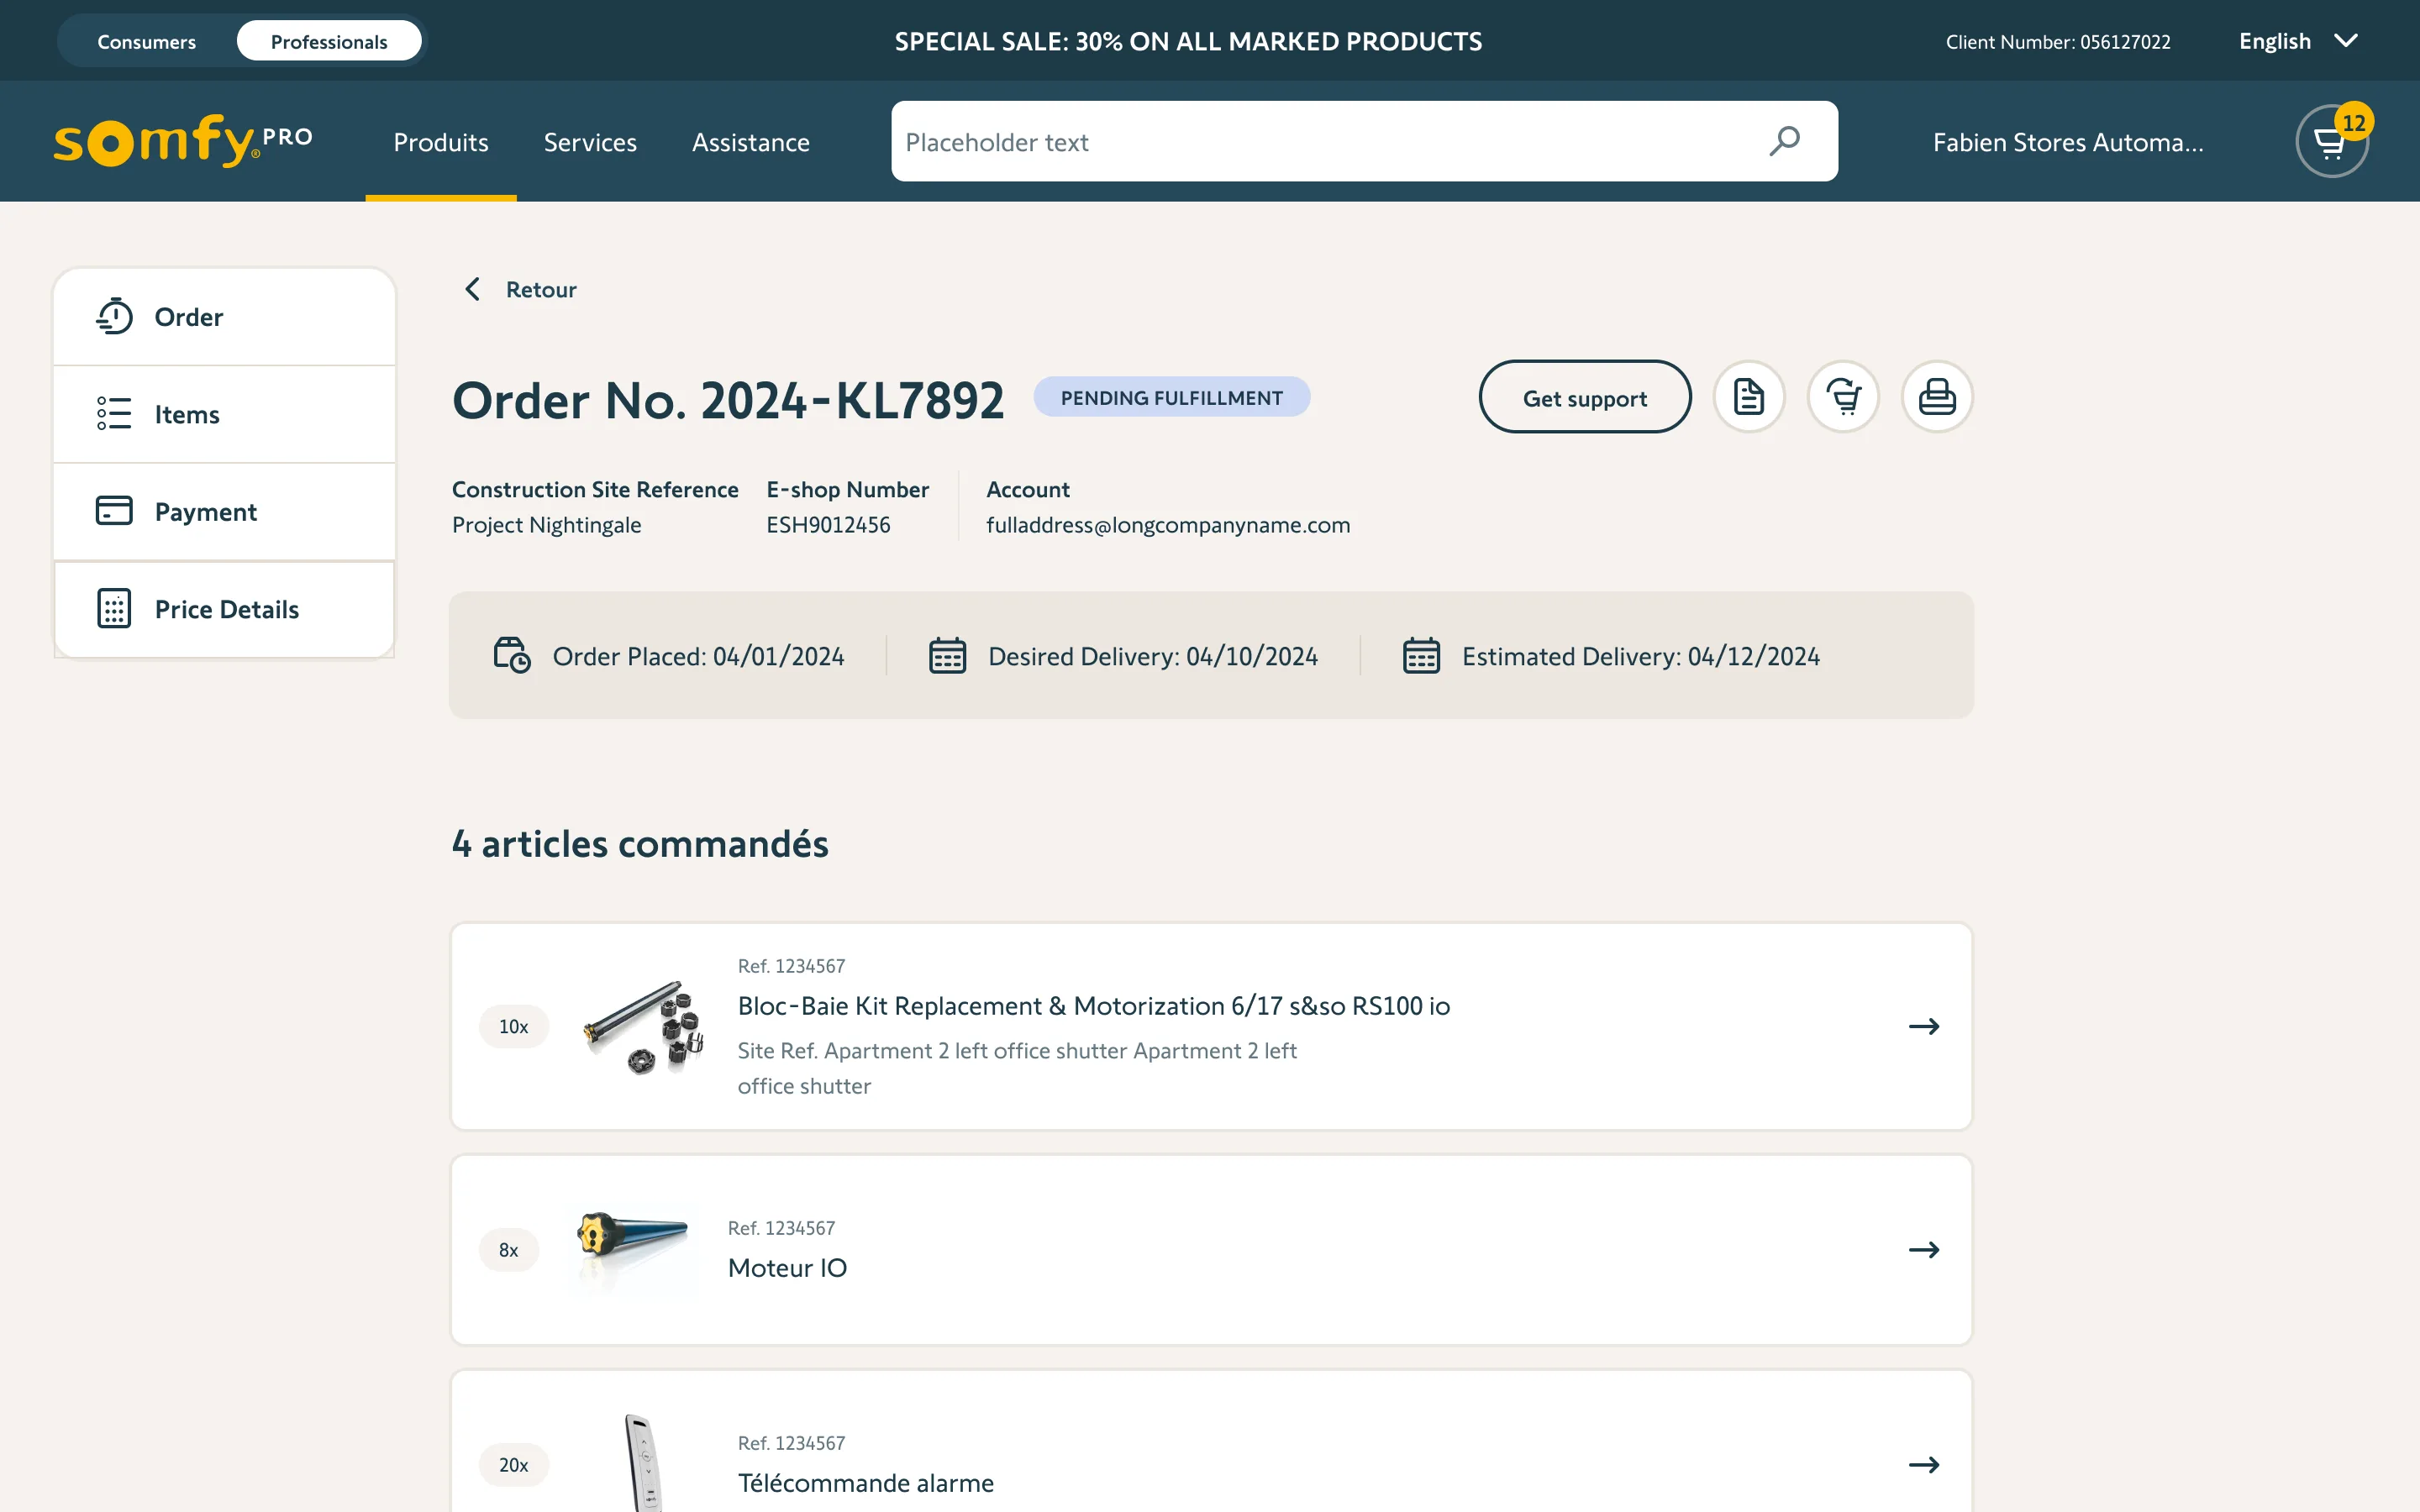 Consumers
Professionals
SPECIAL SALE: 30% ON ALL MARKED PRODUCTS
Client Number: 056127022
English
somfy® PRO
Produits
Services
Assistance
Placeholder text
Fabien Stores Automa...
12
Order
Items
Payment
Price Details
Retour
Order No. 2024-KL7892
PENDING FULFILLMENT
Get support
Construction Site Reference
Project Nightingale
E-shop Number
ESH9012456
Account
fulladdress@longcompanyname.com
Order Placed: 04/01/2024
Desired Delivery: 04/10/2024
Estimated Delivery: 04/12/2024
4 articles commandés
10x
Ref. 1234567
Bloc-Baie Kit Replacement & Motorization 6/17 s&so RS100 io
Site Ref. Apartment 2 left office shutter Apartment 2 left
office shutter
8x
Ref. 1234567
Moteur IO
20x
Ref. 1234567
Télécommande alarme